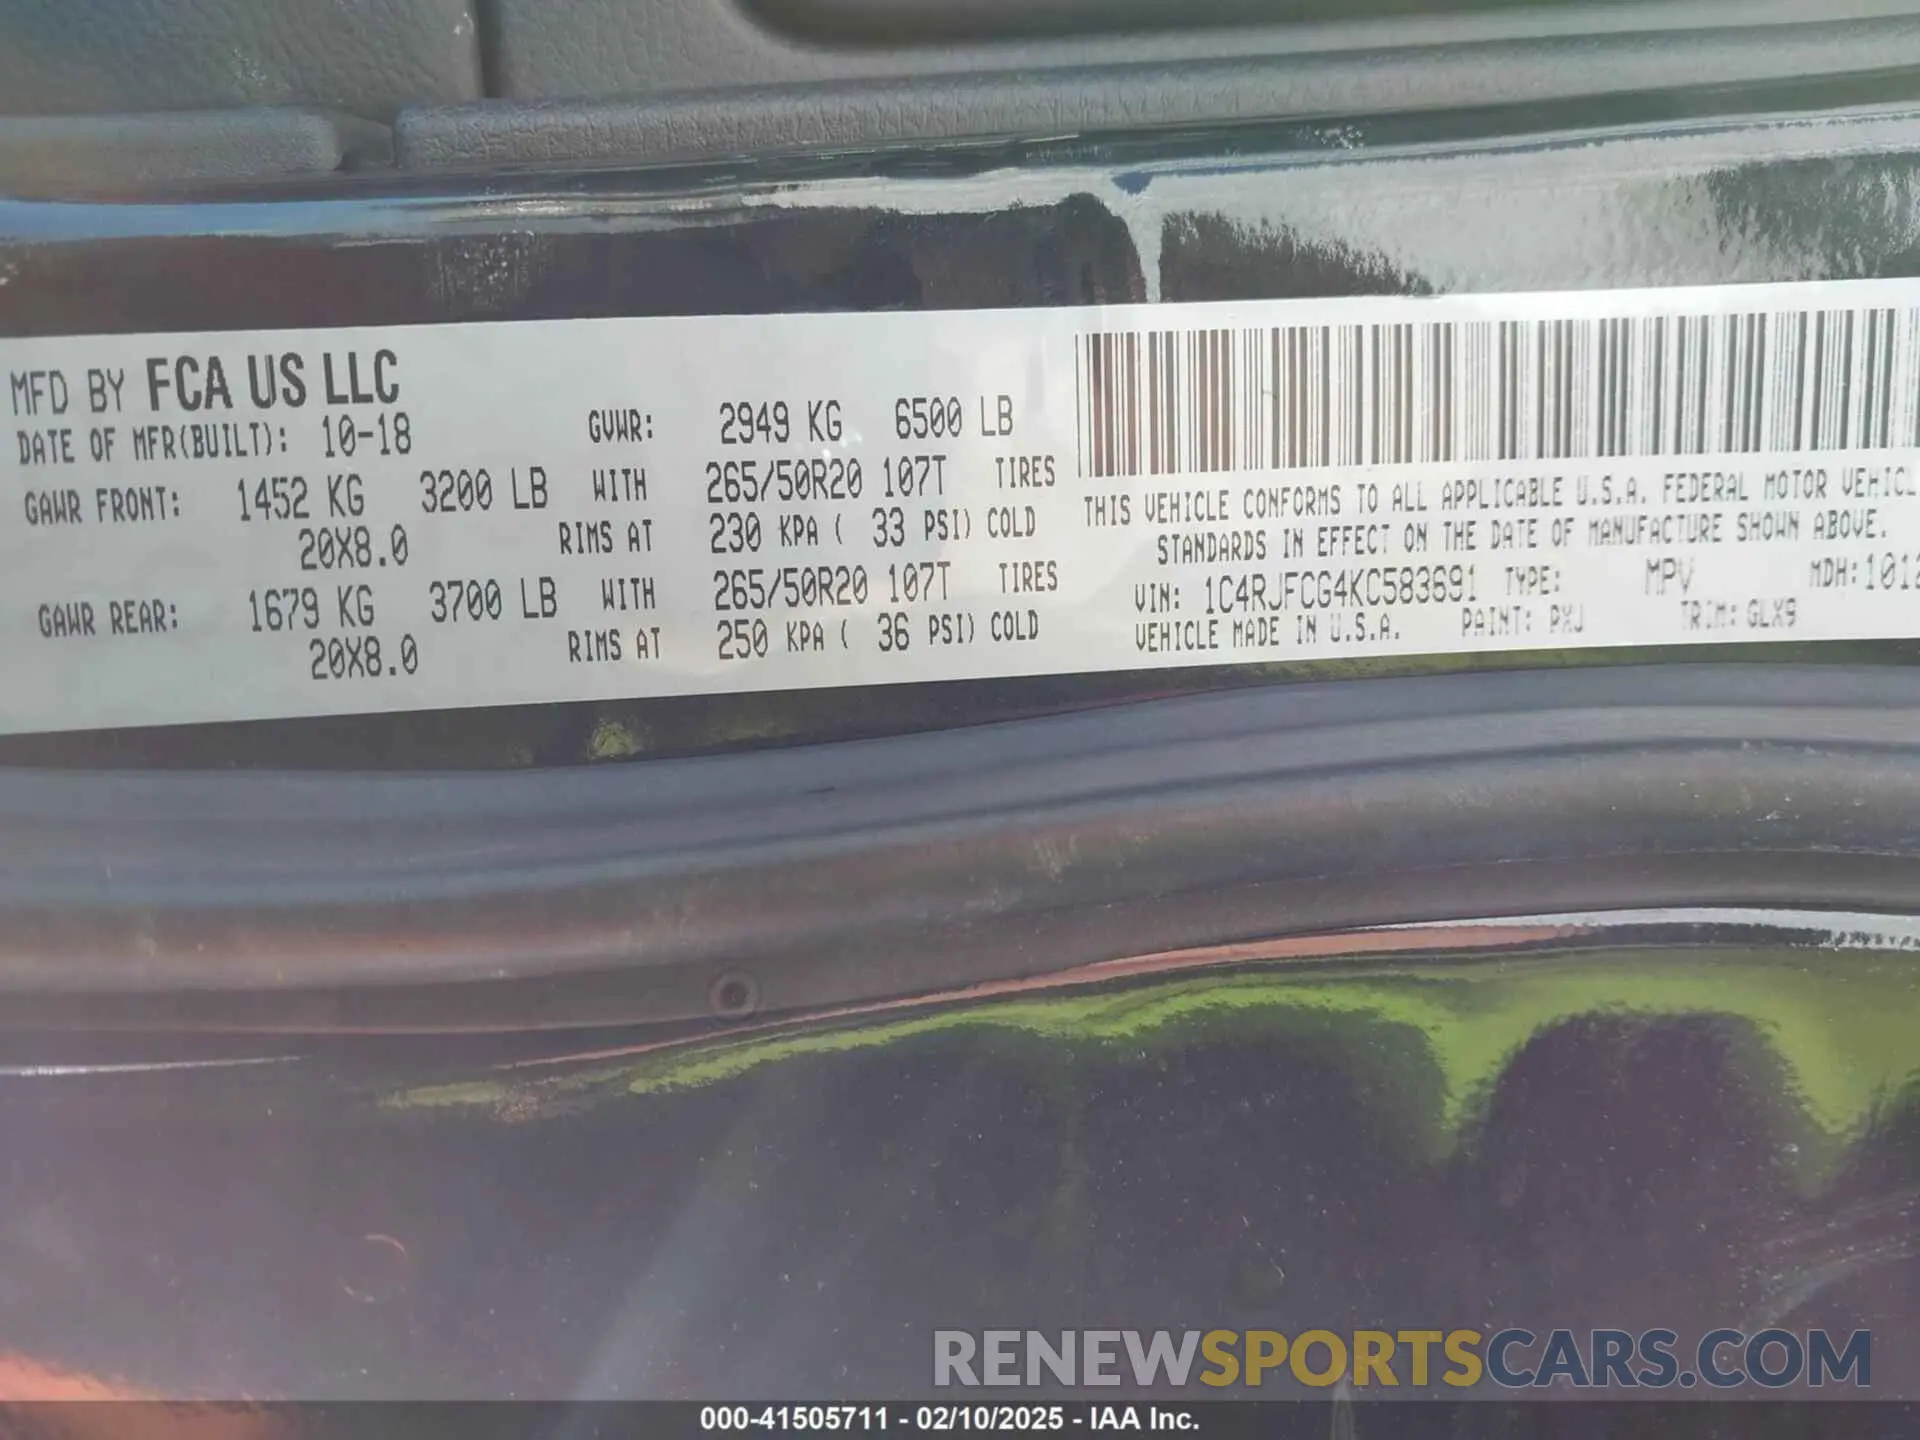 MFD BY FCA US LLC
DATE OF MFR(BUILT): 10-18 GVWR: 2949 KG 6500 LB
GAWR FRONT: 1452 KG 3200 LB WITH 265/50R20 107T TIRES
20X8.0 RIMS AT 230 KPA ( 33 PSI) COLD
GAWR REAR: 1679 KG 3700 LB WITH 265/50R20 107T TIRES
20X8.0 RIMS AT 250 KPA ( 36 PSI) COLD
THIS VEHICLE CONFORMS TO ALL APPLICABLE U.S.A. FEDERAL MOTOR VEHICL
STANDARDS IN EFFECT ON THE DATE OF MANUFACTURE SHOWN ABOVE.
VIN: 1C4RJFCG4KC583691 TYPE: MPV MDH: 1012
VEHICLE MADE IN U.S.A. PAINT: PXJ TRIM: GLX9
RENEWSPORTSCARS.COM
000-41505711 - 02/10/2025 - IAA Inc.